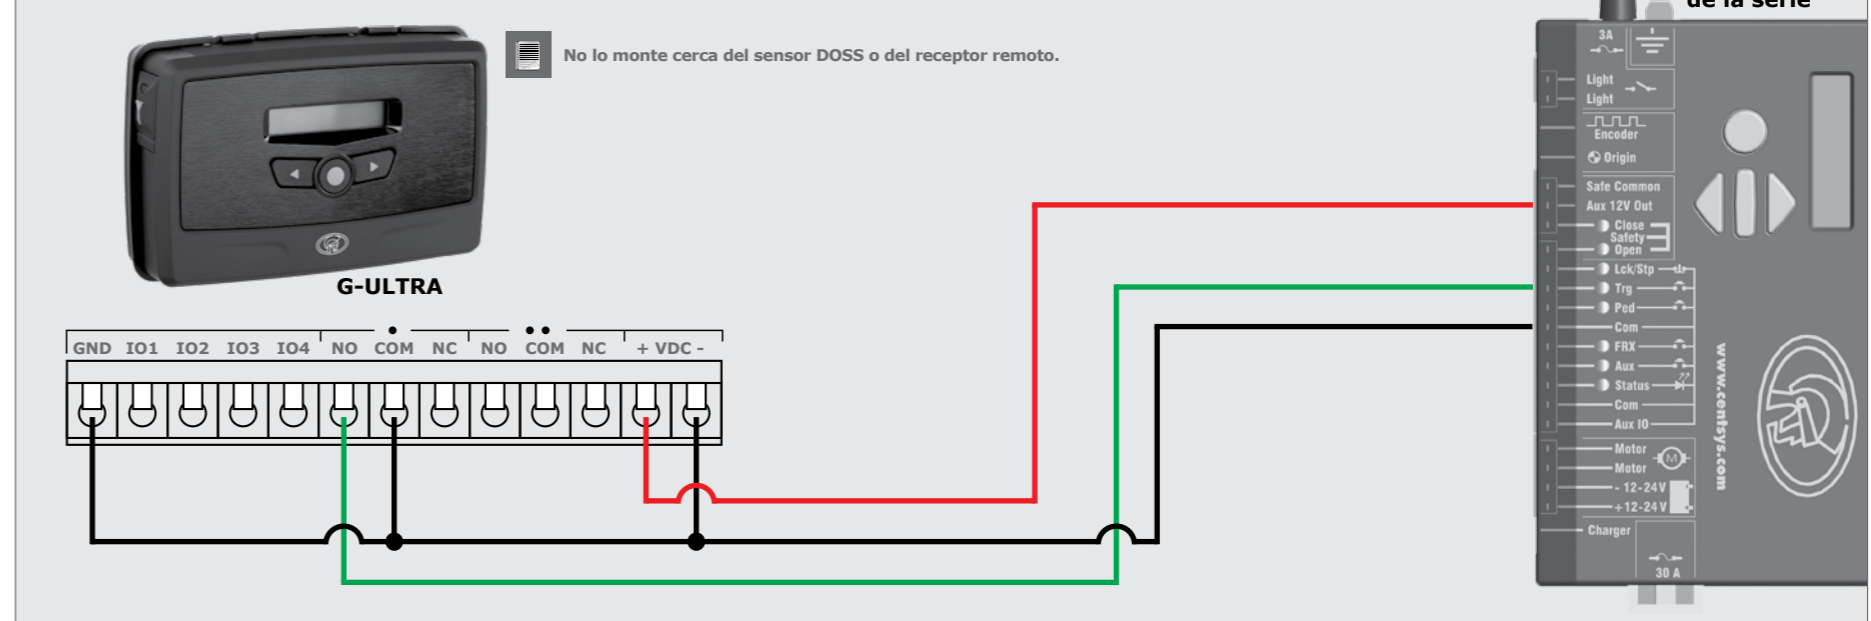 de la serie
No lo monte cerca del sensor DOSS o del receptor remoto.
G-ULTRA
GND IO1 IO2 IO3 IO4 NO COM NC NO COM NC + VDC -
3A
Light
Light
Encoder
Origin
Safe Common
Aux 12V Out
Close
Safety
Open
Lck/Stp
Trg
Ped
Com
FRX
Aux
Status
Com
Aux IO
Motor
M
Motor
- 12-24V
+12-24V
Charger
30 A
www.centsys.com